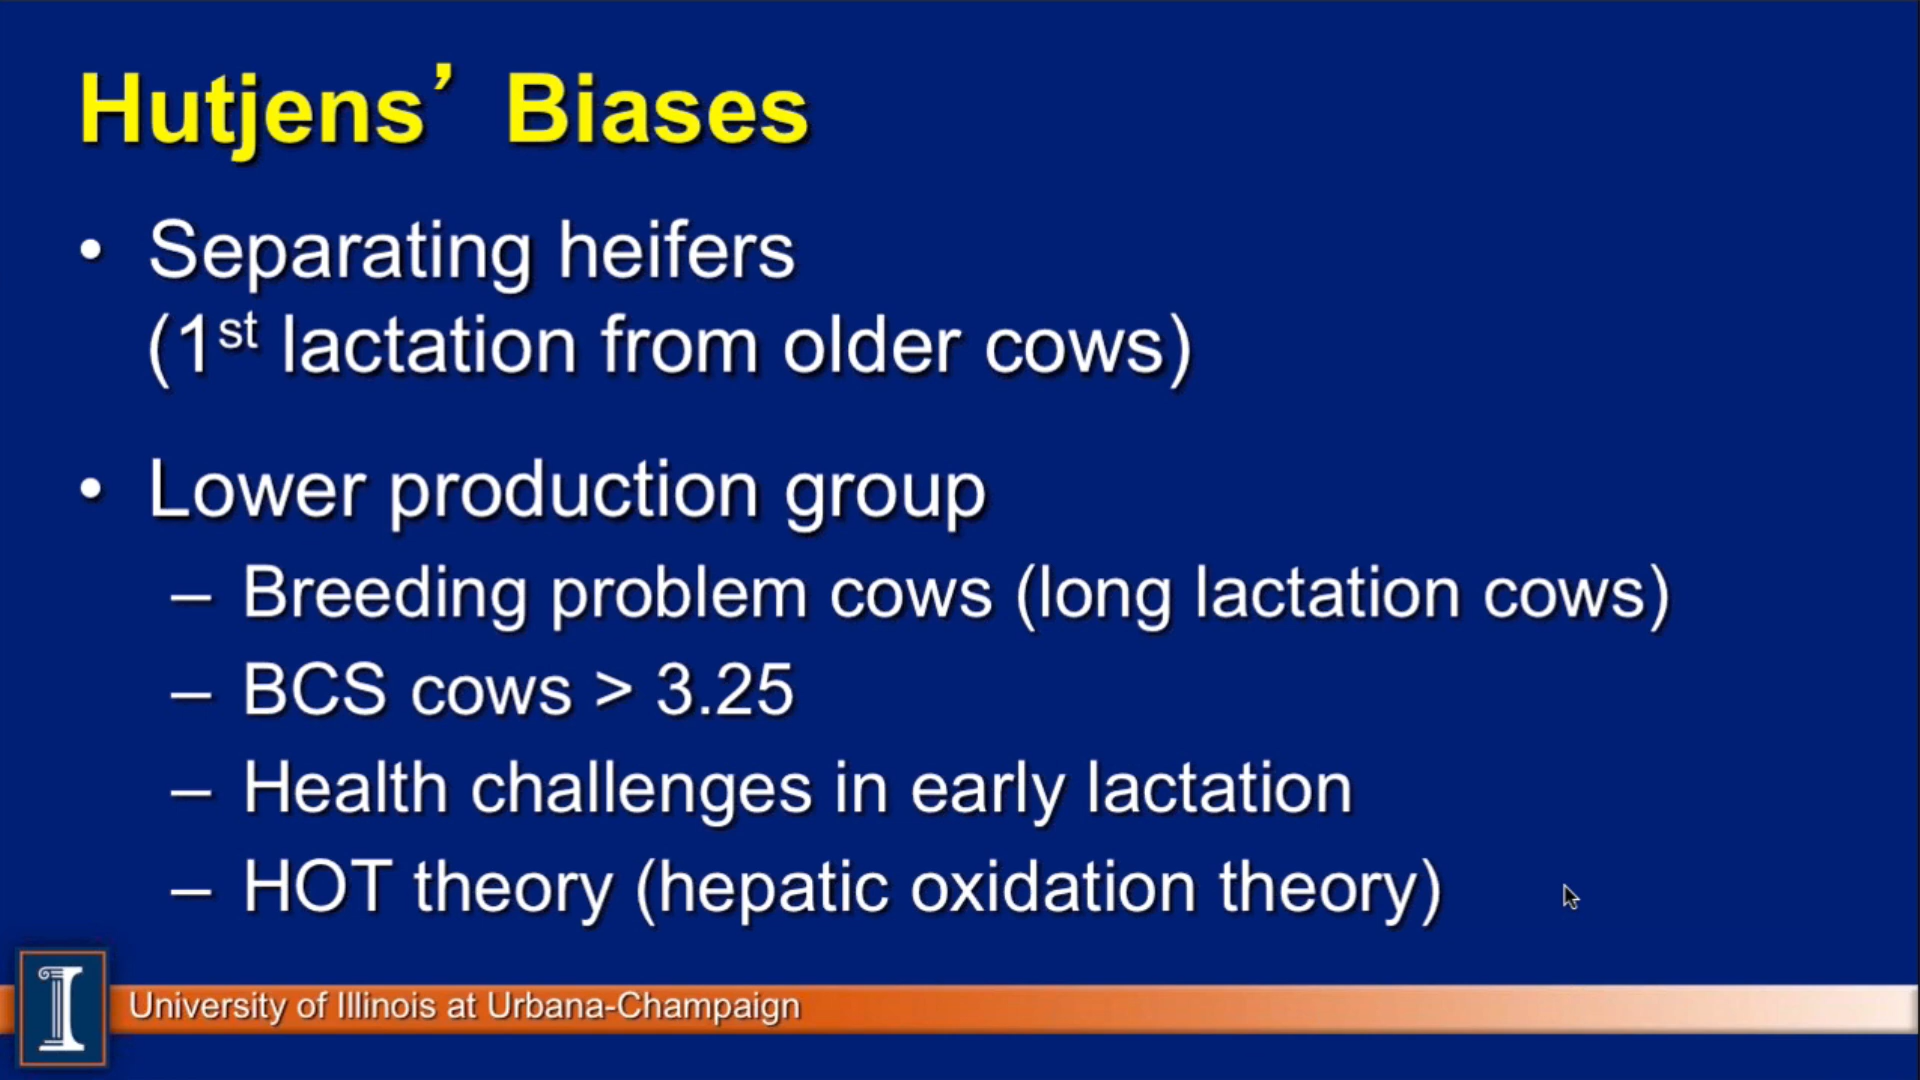 Hutjens’ Biases
• Separating heifers
(1st lactation from older cows)
• Lower production group
– Breeding problem cows (long lactation cows)
– BCS cows > 3.25
– Health challenges in early lactation
– HOT theory (hepatic oxidation theory)
I
University of Illinois at Urbana-Champaign